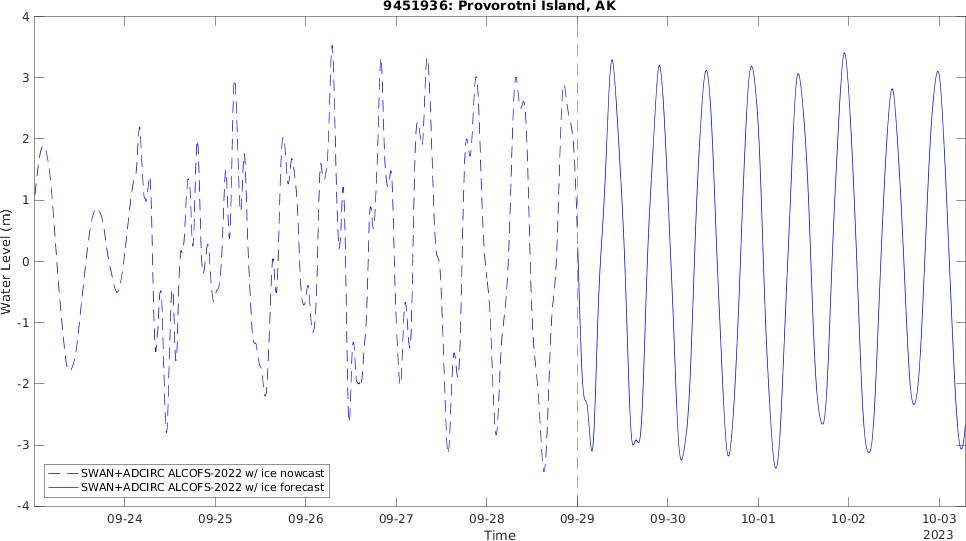 9451936: Provorotni Island, AK
Water Level (m)
4
3
2
1
0
-1
-2
-3
-4
SWAN+ADCIRC ALCOFS-2022 w/ ice nowcast
SWAN+ADCIRC ALCOFS-2022 w/ ice forecast
09-24 09-25 09-26 09-27 09-28 09-29 09-30 10-01 10-02 10-03
Time
2023